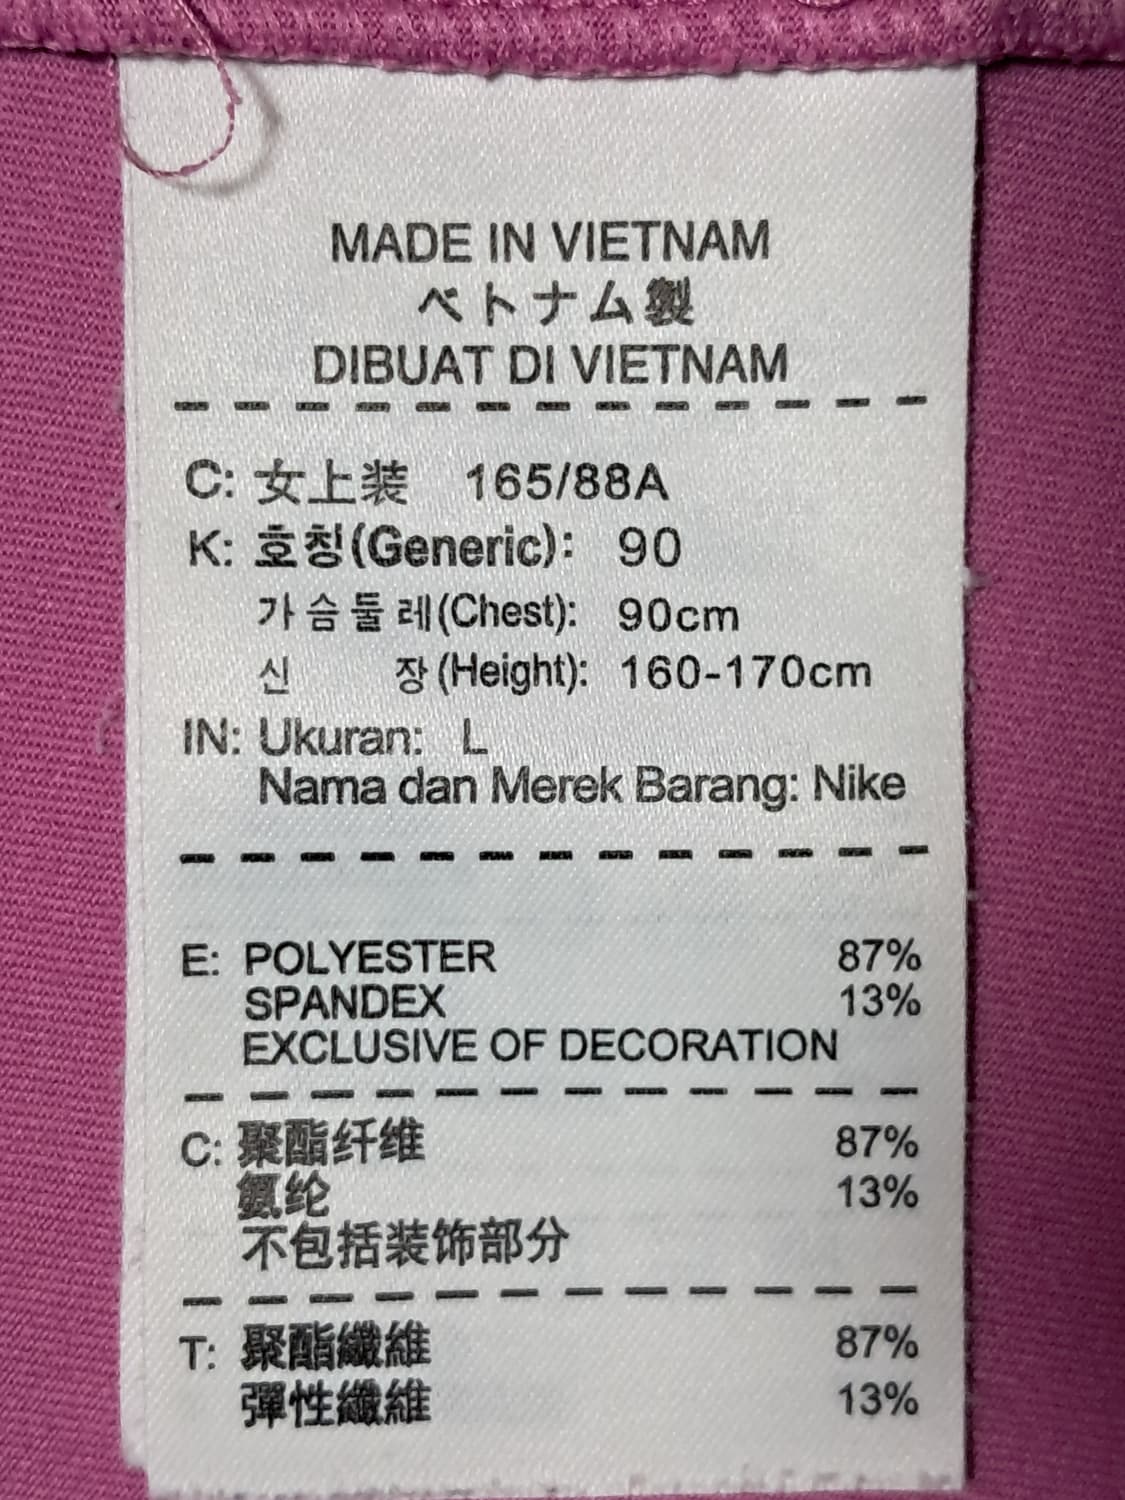 MADE IN VIETNAM
ベトナム製
DIBUAT DI VIETNAM
C: 女上装 165/88A
K: 호칭(Generic): 90
가슴둘레(Chest): 90cm
신 장(Height): 160-170cm
IN: Ukuran: L
Nama dan Merek Barang: Nike
E: POLYESTER 87%
SPANDEX 13%
EXCLUSIVE OF DECORATION
C: 聚酯纤维 87%
氨纶 13%
不包括装饰部分
T: 聚酯纖維 87%
彈性纖維 13%